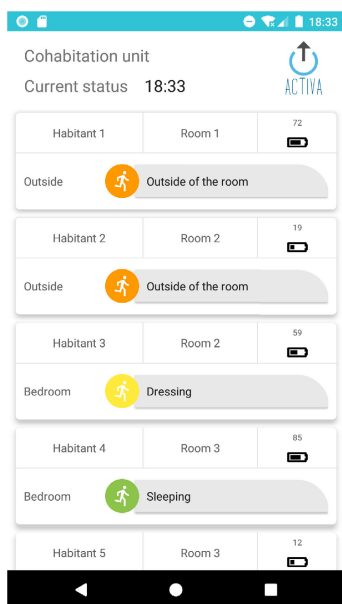 18:33
Cohabitation unit
Current status 18:33
ACTIVA
Habitant 1 Room 1 72
Outside Outside of the room
Habitant 2 Room 2 19
Outside Outside of the room
Habitant 3 Room 2 59
Bedroom Dressing
Habitant 4 Room 3 85
Bedroom Sleeping
Habitant 5 Room 3 12